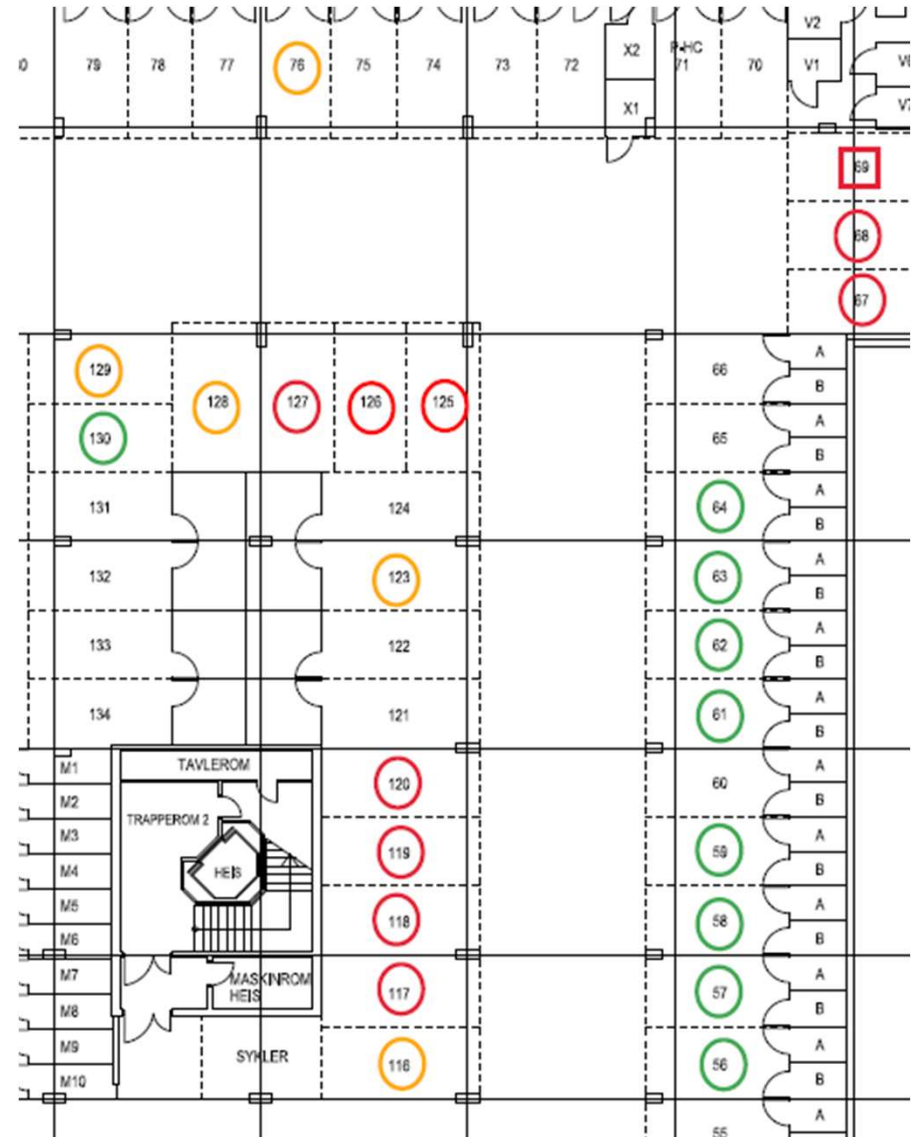 V2
79 78 77 76 75 74 73 72 X2 P-HC 71 70 V1
X1
69
68
67
129 66 A
B
128 127 126 125
130 65 A
B
131 124 64 A
B
132 123 63 A
B
133 122 62 A
B
134 121 61 A
B
M1 TAVLEROM 60 A
M2 120 B
M3 TRAPPEROM 2 59 A
M4 HEIS 119 B
M5 118 58 A
M6 B
M7 MASKINROM 117 57 A
M8 HEIS B
M9 SYKLER 116 56 A
M10 B
55 A